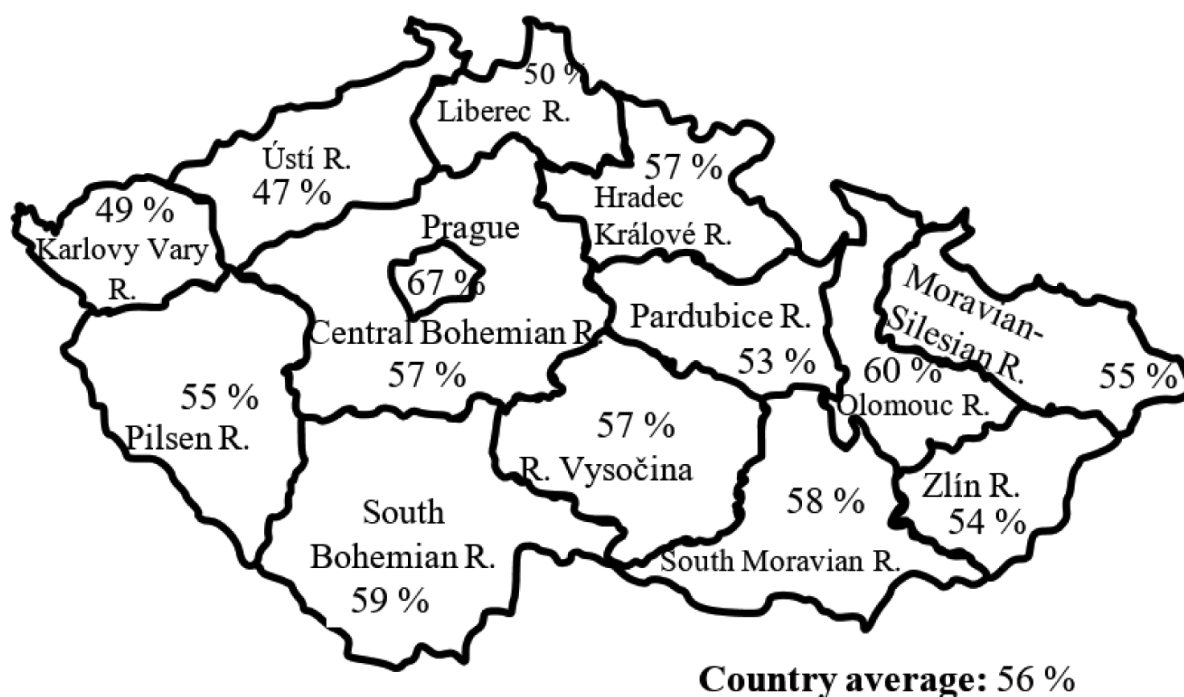 50 %
Liberec R.
Ústí R.
47 %
57 %
Hradec
Králové R.
49 %
Karlovy Vary
R.
Prague
67 %
Central Bohemian R.
57 %
Pardubice R.
53 %
Moravian-
Silesian R.
55 %
60 %
Olomouc R.
55 %
Pilsen R.
57 %
R. Vysočina
Zlín R.
54 %
58 %
South Moravian R.
South
Bohemian R.
59 %
Country average: 56 %